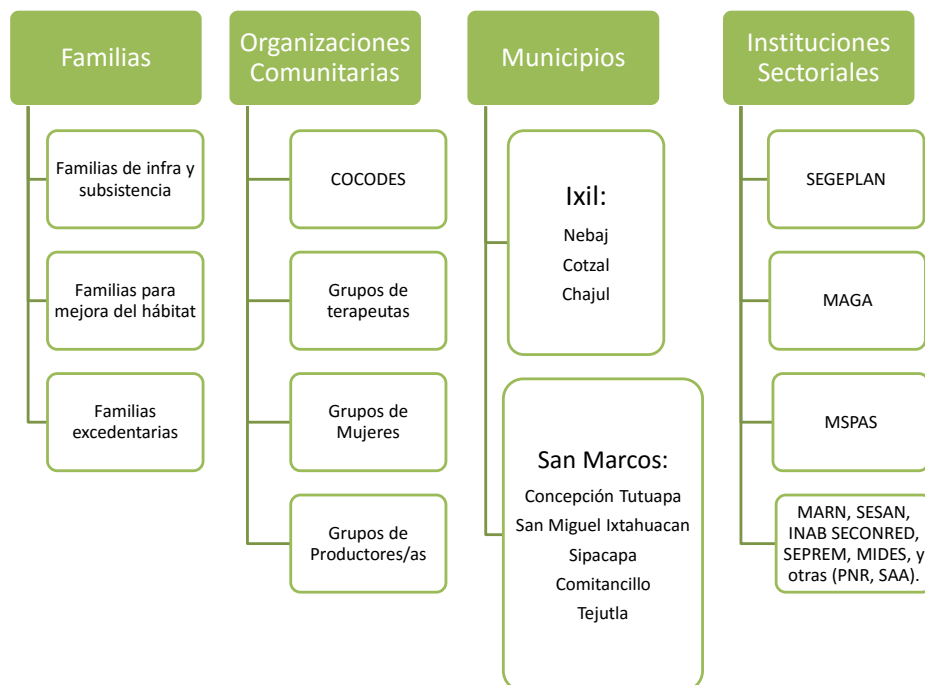 Familias
Familias de infra y
subsistencia
Familias para
mejora del hábitat
Familias
excedentarias
Organizaciones
Comunitarias
COCODES
Grupos de
terapeutas
Grupos de
Mujeres
Grupos de
Productores/as
Municipios
Ixil:
Nebaj
Cotzal
Chajul
San Marcos:
Concepción Tutuapa
San Miguel Ixtahuacan
Sipacapa
Comitancillo
Tejutla
Instituciones
Sectoriales
SEGEPLAN
MAGA
MSPAS
MARN, SESAN,
INAB SECONRED,
SEPREM, MIDES, y
otras (PNR, SAA).